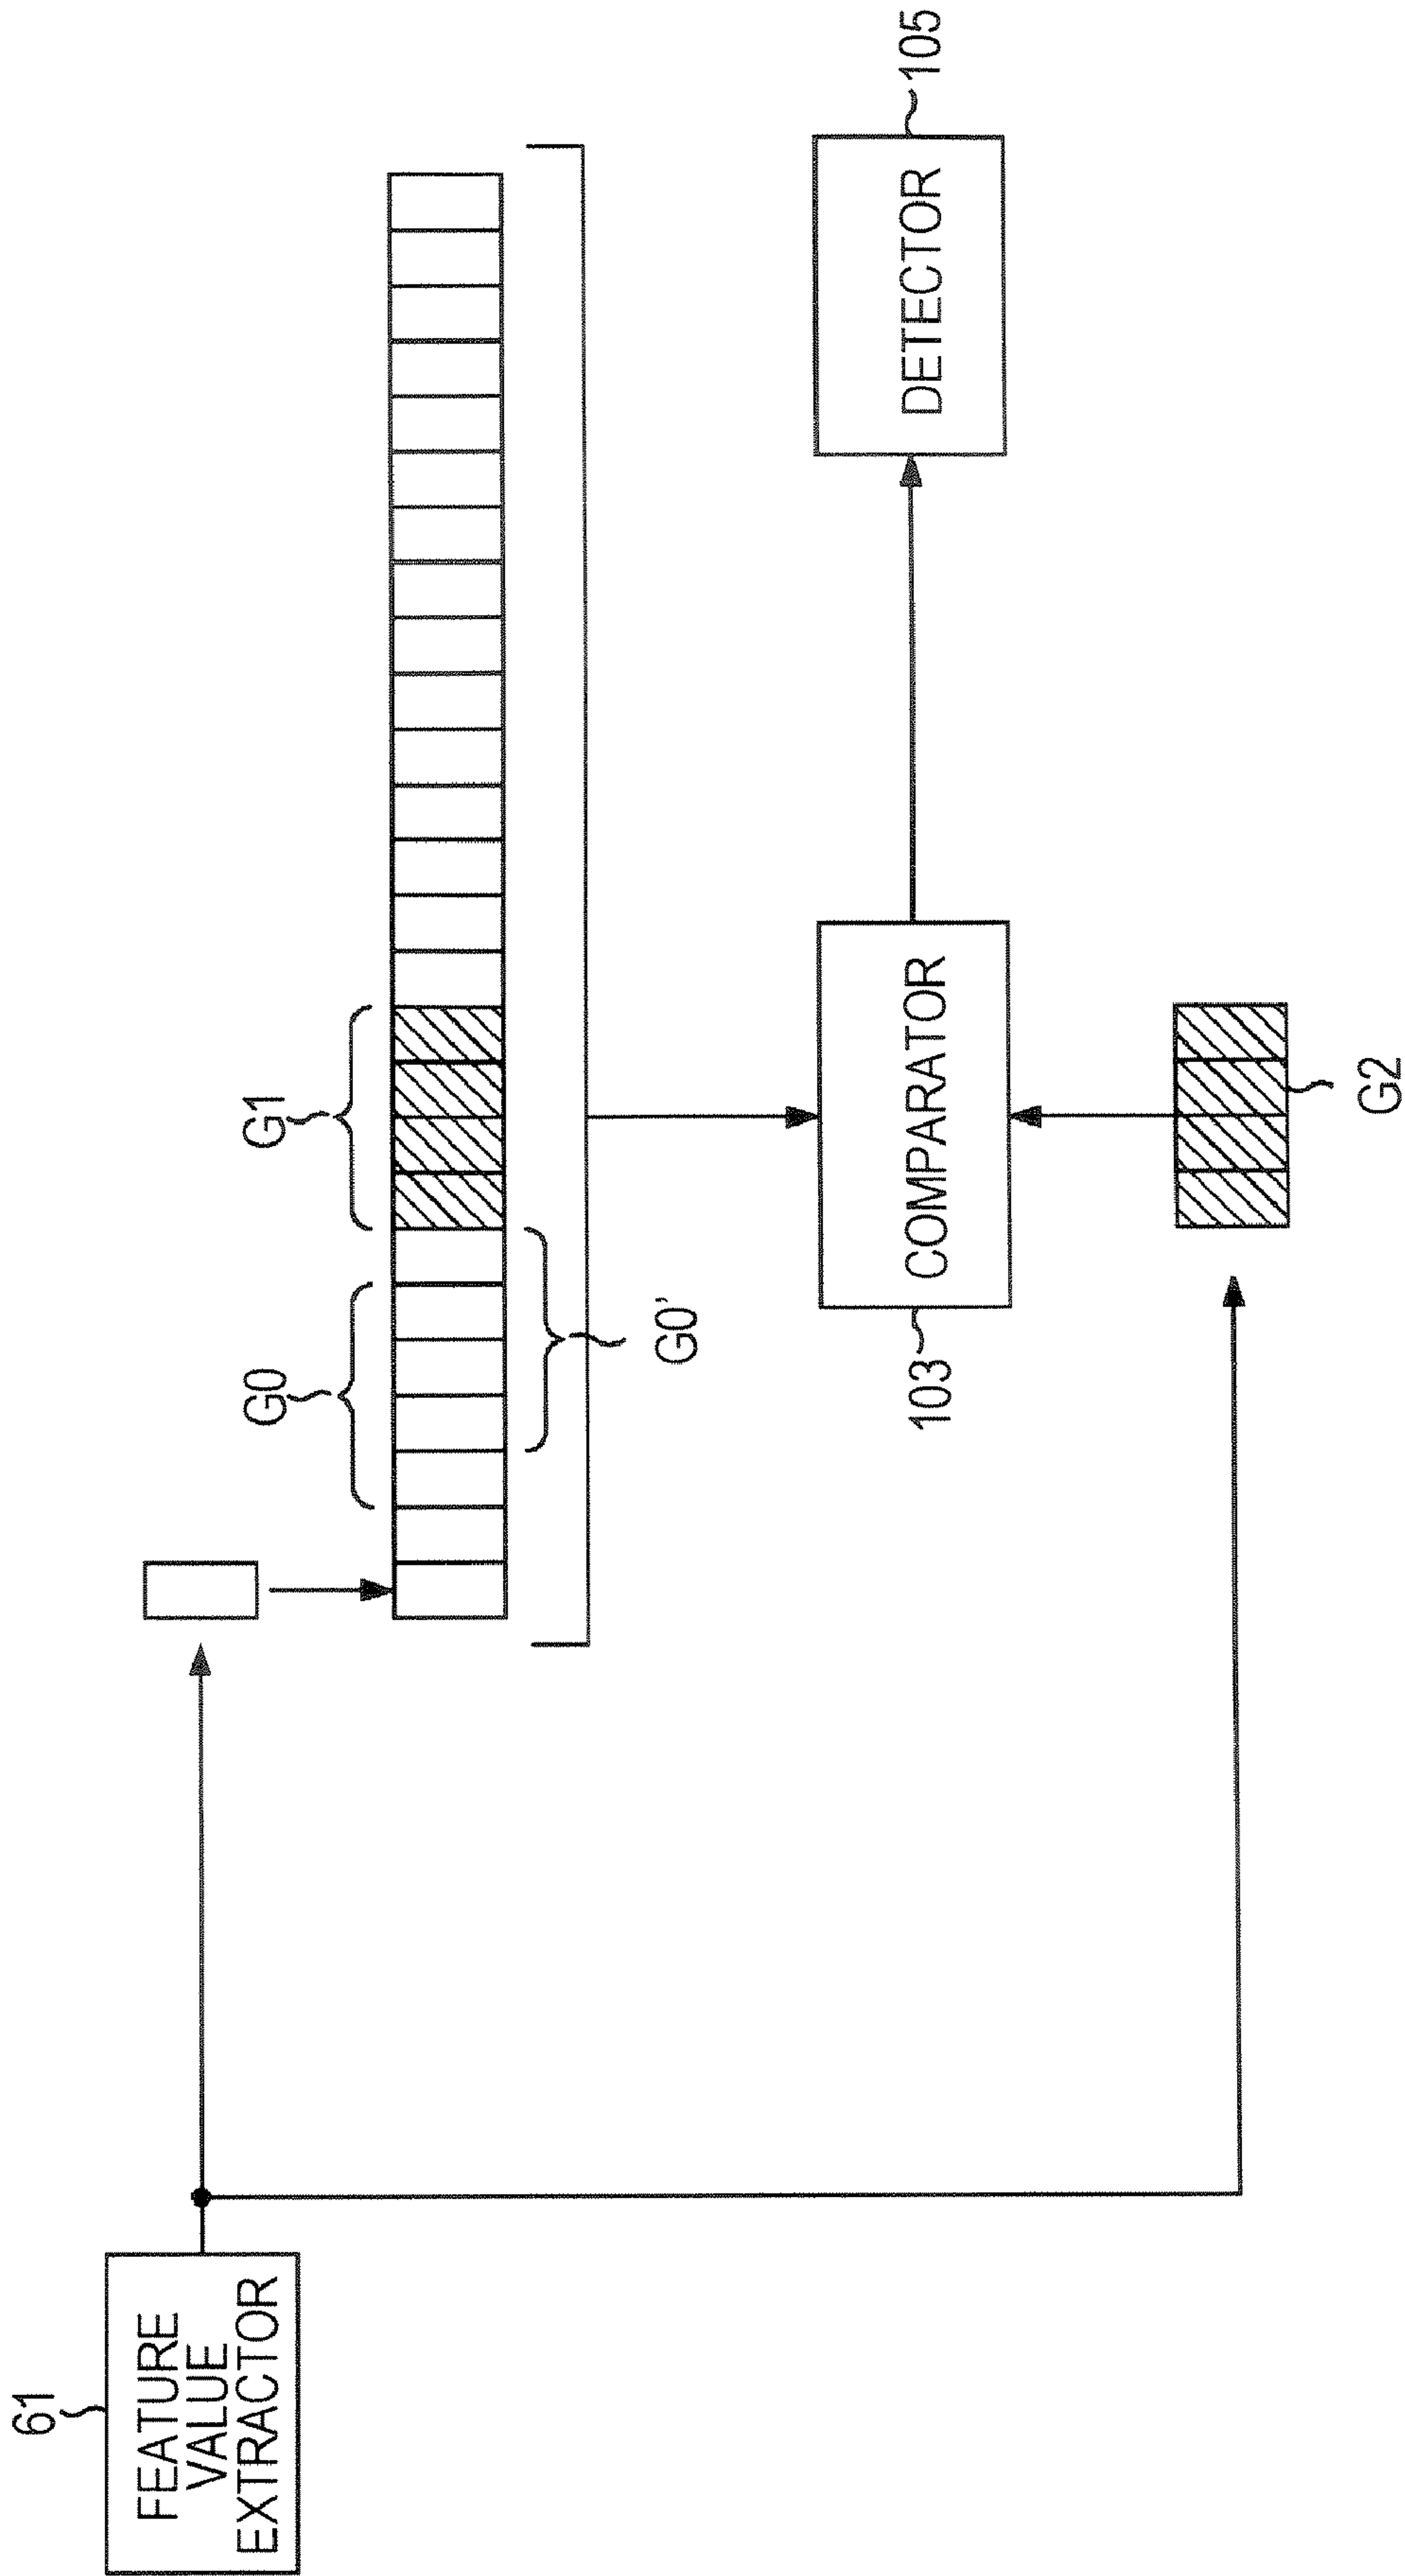 61
FEATURE
VALUE
EXTRACTOR
G0
G1
G0’
103
COMPARATOR
DETECTOR
105
G2